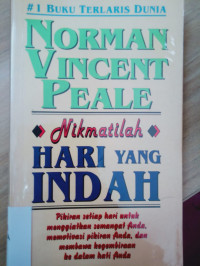 #1 BUKU TERLARIS DUNIA
NORMAN
VINCENT
PEALE
Nikmatilah
HARI YANG
INDAH
Pikiran setiap hari untuk
menggiatkan semangat Anda,
memotivasi pikiran Anda, dan
membawa kegembiraan
ke dalam hati Anda